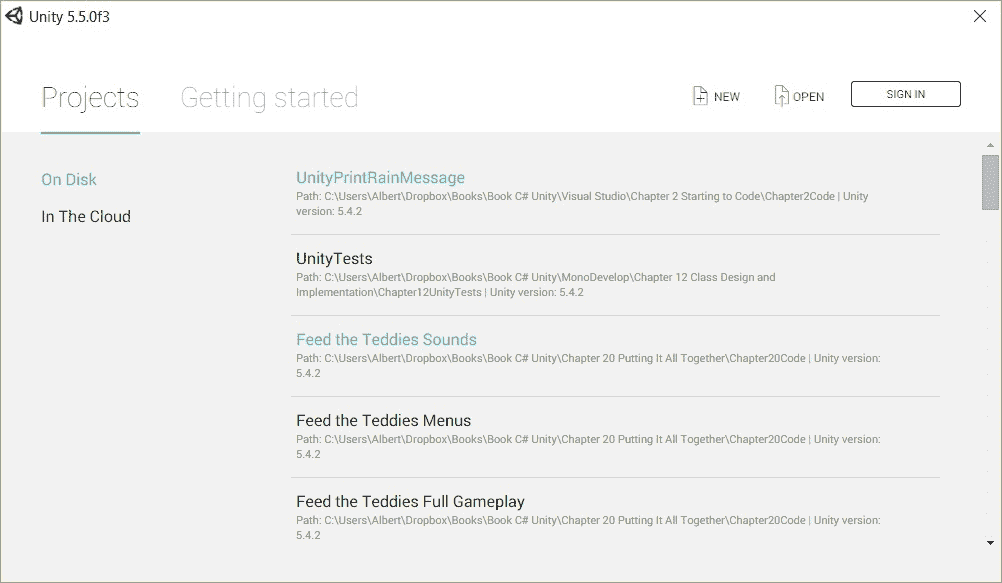 Unity 5.5.0f3
Projects
Getting started
NEW
OPEN
SIGN IN
On Disk
In The Cloud
UnityPrintRainMessage
Path: C:\Users\Albert\Dropbox\Books\Book C# Unity\Visual Studio\Chapter 2 Starting to Code\Chapter2Code | Unity
version: 5.4.2
UnityTests
Path: C:\Users\Albert\Dropbox\Books\Book C# Unity\MonoDevelop\Chapter 12 Class Design and
Implementation\Chapter12UnityTests | Unity version: 5.4.2
Feed the Teddies Sounds
Path: C:\Users\Albert\Dropbox\Books\Book C# Unity\Chapter 20 Putting It All Together\Chapter20Code | Unity version:
5.4.2
Feed the Teddies Menus
Path: C:\Users\Albert\Dropbox\Books\Book C# Unity\Chapter 20 Putting It All Together\Chapter20Code | Unity version:
5.4.2
Feed the Teddies Full Gameplay
Path: C:\Users\Albert\Dropbox\Books\Book C# Unity\Chapter 20 Putting It All Together\Chapter20Code | Unity version:
5.4.2